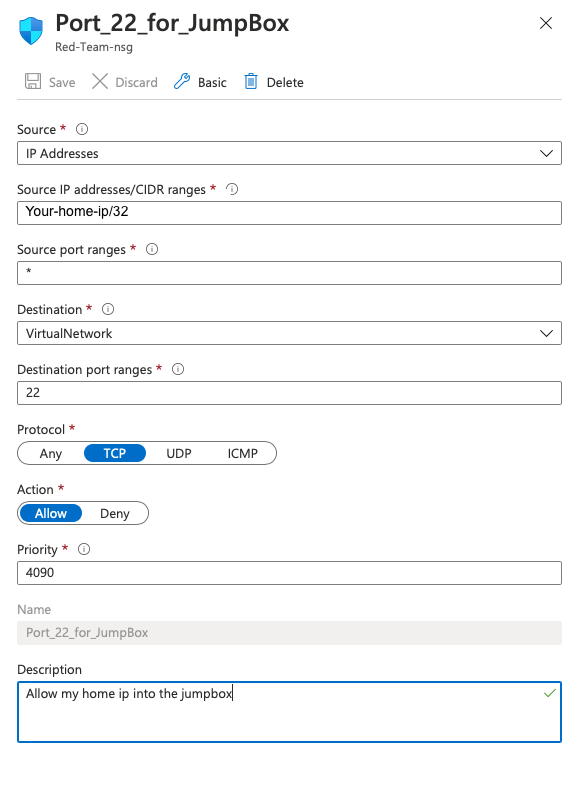 Port_22_for_JumpBox
Red-Team-nsg
Save Discard Basic Delete
Source *
IP Addresses
Source IP addresses/CIDR ranges *
Your-home-ip/32
Source port ranges *
*
Destination *
VirtualNetwork
Destination port ranges *
22
Protocol *
Any TCP UDP ICMP
Action *
Allow Deny
Priority *
4090
Name
Port_22_for_JumpBox
Description
Allow my home ip into the jumpbox